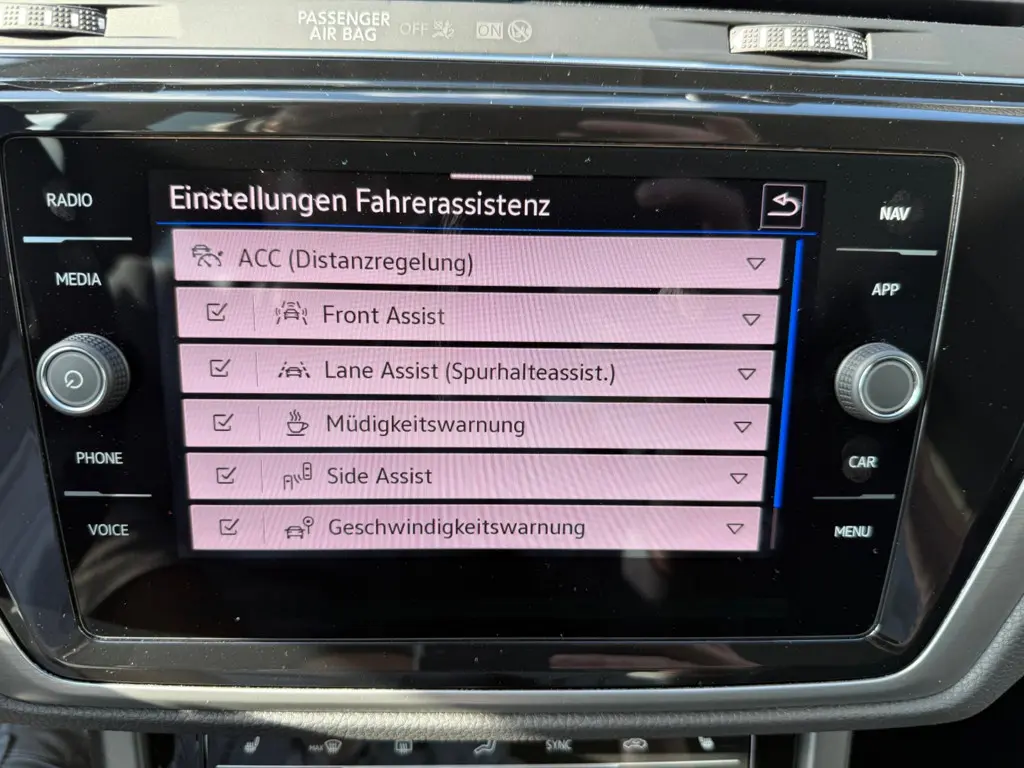 PASSENGER
AIR BAG OFF ON
RADIO
MEDIA
PHONE
VOICE
Einstellungen Fahrerassistenz
ACC (Distanzregelung)
Front Assist
Lane Assist (Spurhalteassist.)
Müdigkeitswarnung
Side Assist
Geschwindigkeitswarnung
NAV
APP
CAR
MENU
MAX
SYNC